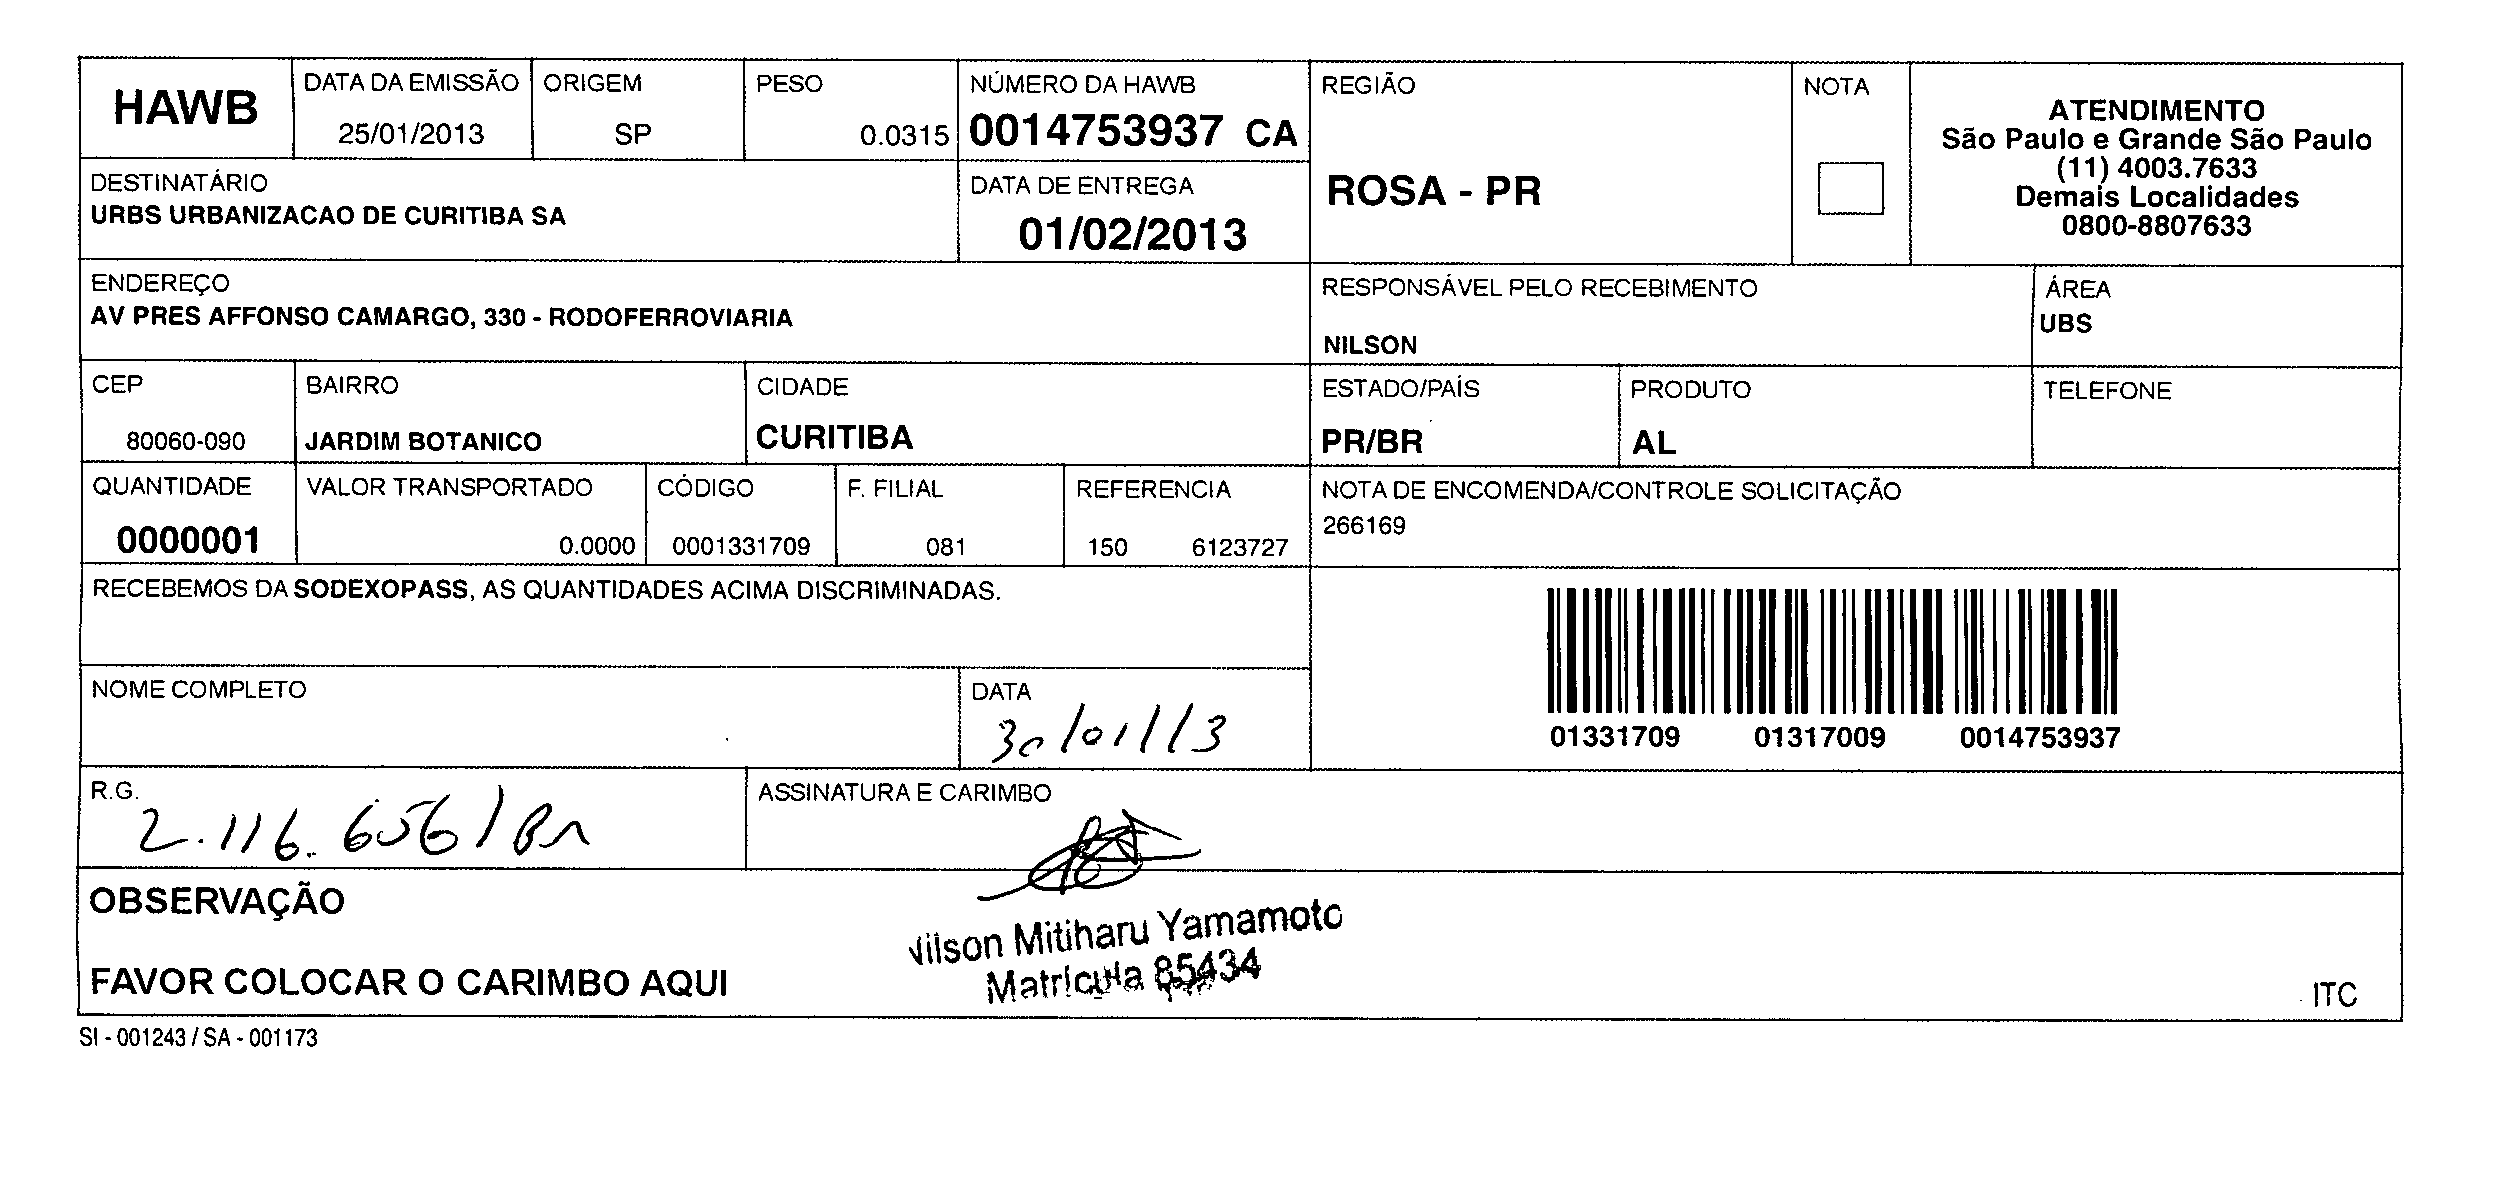 HAWB
DATA DA EMISSÃO
25/01/2013
ORIGEM
SP
PESO
0.0315
NÚMERO DA HAWB
0014753937 CA
REGIÃO
ROSA - PR
NOTA
ATENDIMENTO
São Paulo e Grande São Paulo
(11) 4003.7633
Demais Localidades
0800-8807633
DESTINATÁRIO
URBS URBANIZACAO DE CURITIBA SA
DATA DE ENTREGA
01/02/2013
ENDEREÇO
AV PRES AFFONSO CAMARGO, 330 - RODOFERROVIARIA
RESPONSÁVEL PELO RECEBIMENTO
NILSON
ÁREA
UBS
CEP
80060-090
BAIRRO
JARDIM BOTANICO
CIDADE
CURITIBA
ESTADO/PAÍS
PR/BR
PRODUTO
AL
TELEFONE
QUANTIDADE
0000001
VALOR TRANSPORTADO
0.0000
CÓDIGO
0001331709
F. FILIAL
081
REFERENCIA
150 6123727
NOTA DE ENCOMENDA/CONTROLE SOLICITAÇÃO
266169
RECEBEMOS DA SODEXOPASS, AS QUANTIDADES ACIMA DISCRIMINADAS.
01331709 01317009 0014753937
NOME COMPLETO
DATA
30/01/13
R.G.
2.116.656/
ASSINATURA E CARIMBO
OBSERVAÇÃO
FAVOR COLOCAR O CARIMBO AQUI
Nilson Mitiharu Yamamoto
Matrícula 85434
ITC
SI - 001243 / SA - 001173